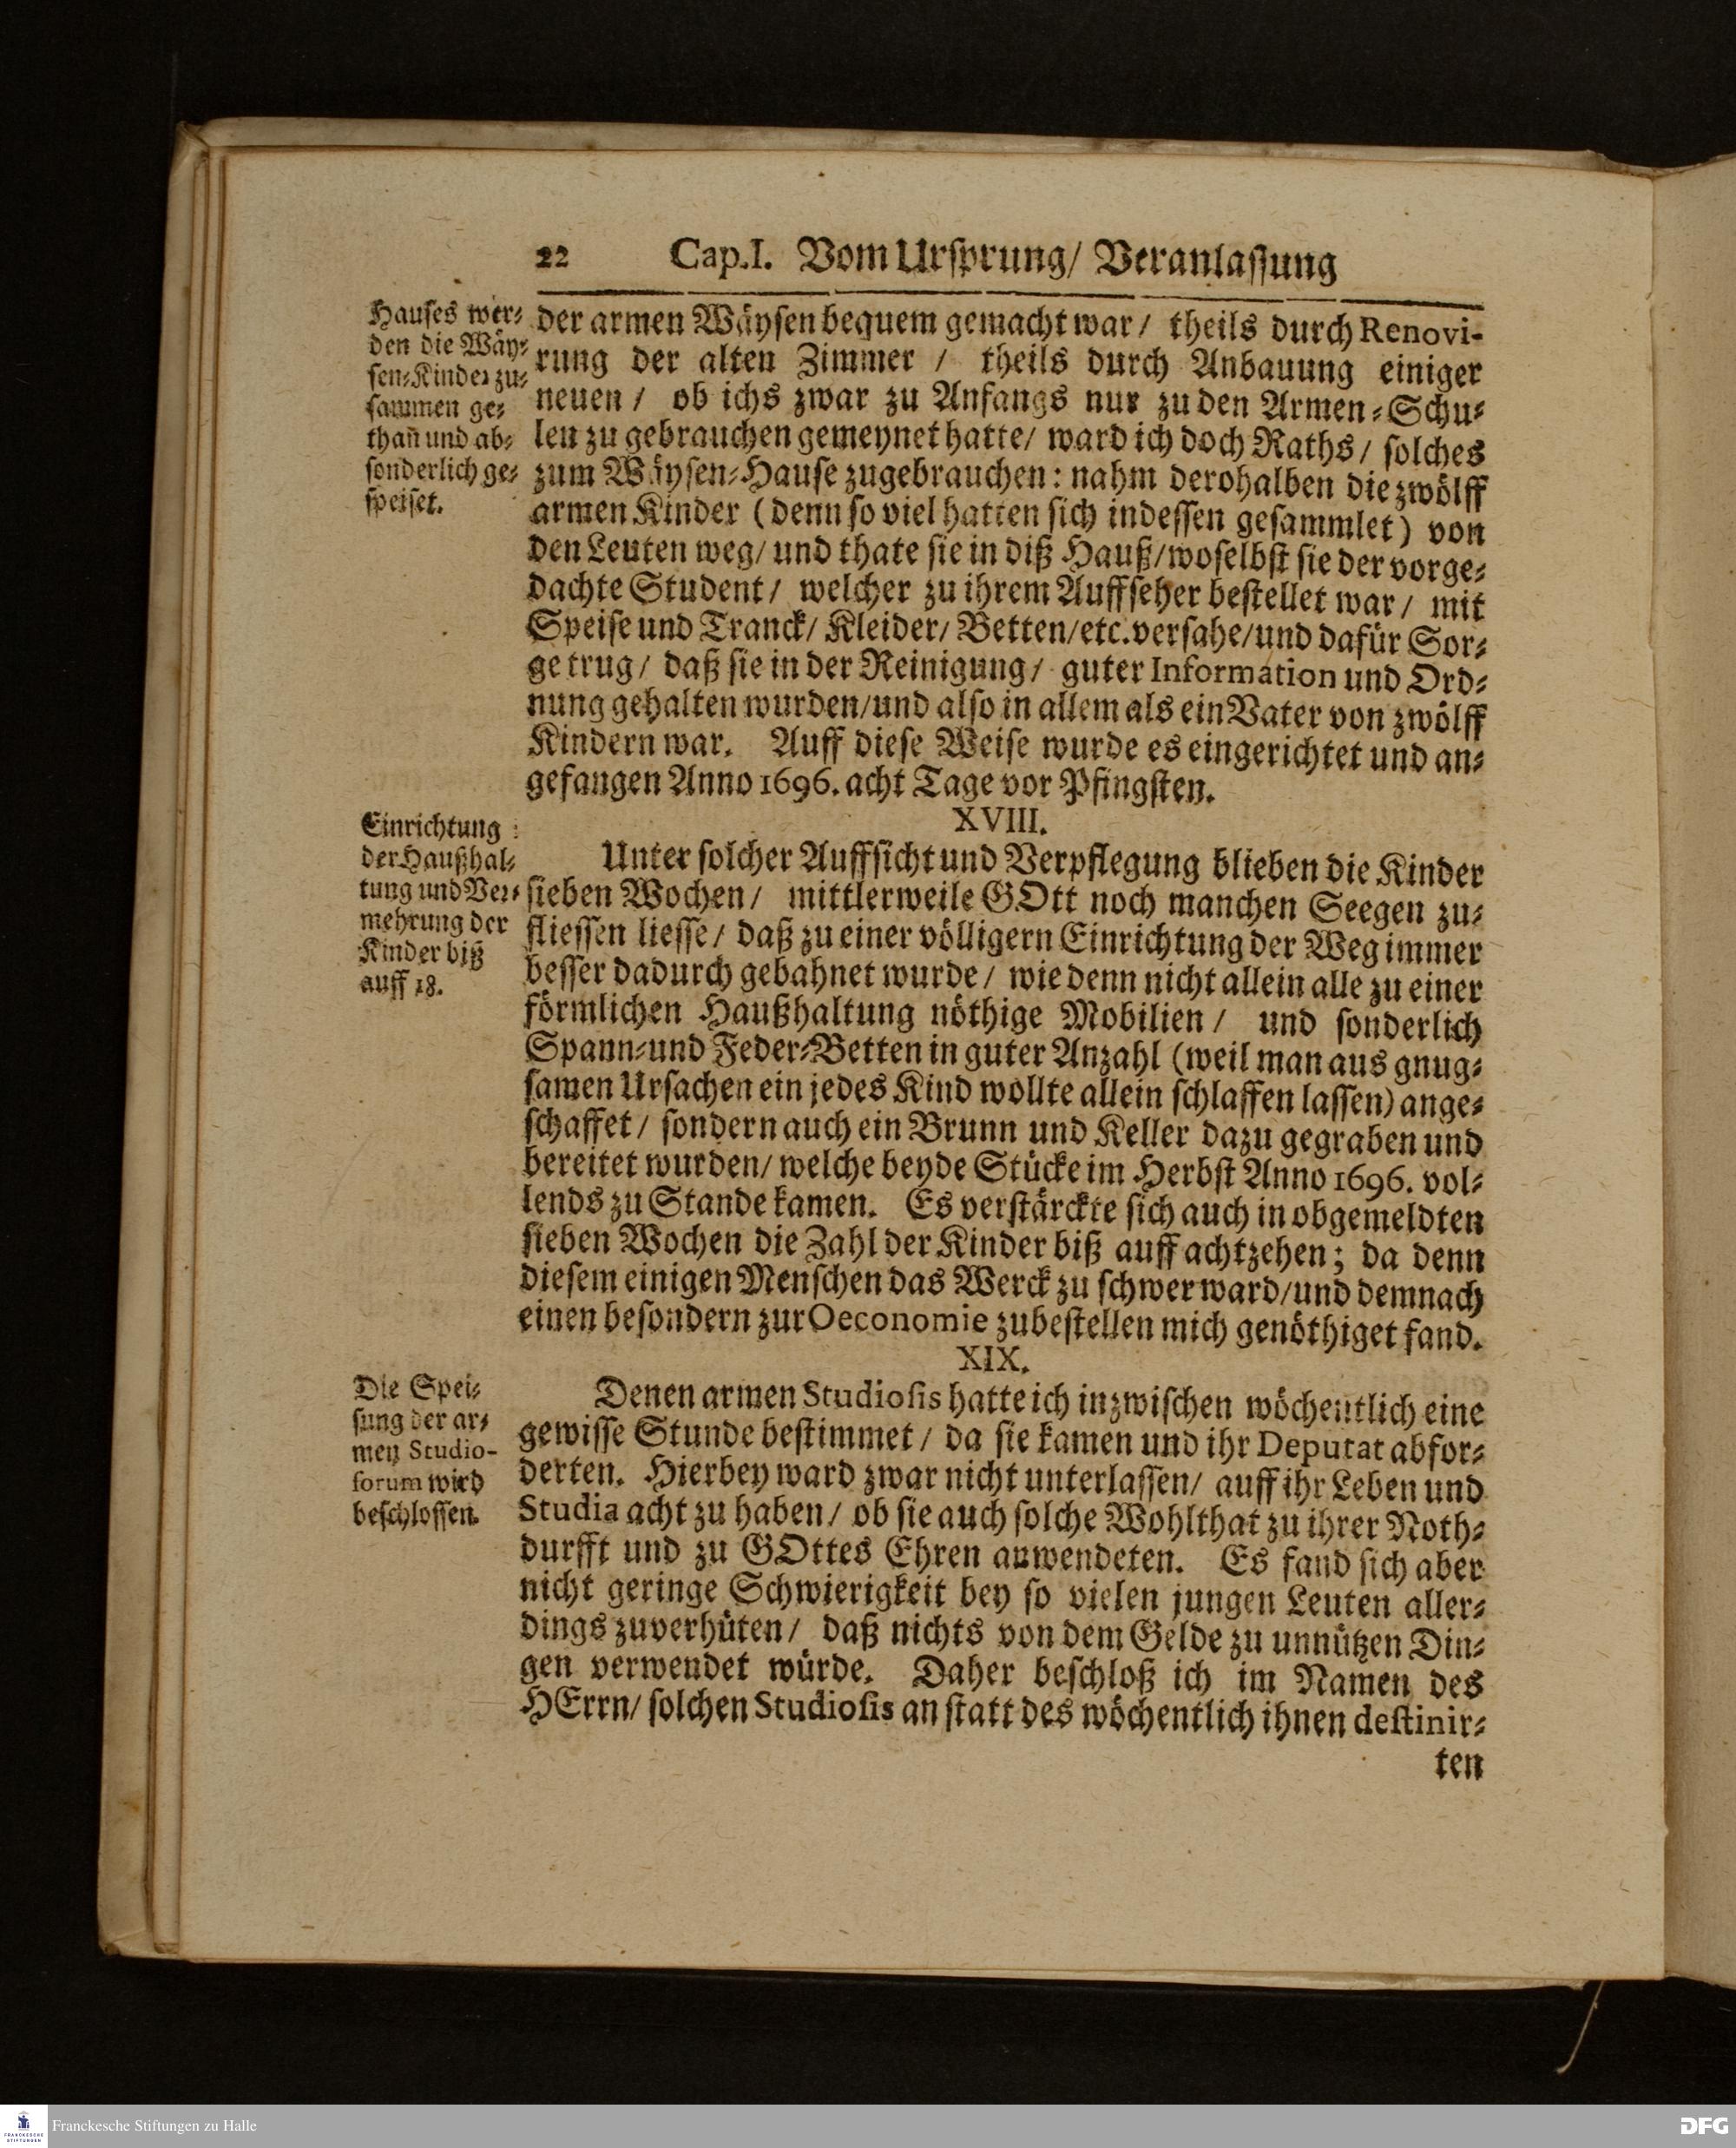 22 Cap. I. Vom Urſprung/ Veranlaſſung
Hauſes wer⸗
den die Wäy⸗
ſen⸗Kinder zu⸗
ſammen ge⸗
than̄ und ab⸗
ſonderlich ge⸗
ſpeiſet.
der armen Wäyſen bequem gemacht war/ theils durch Renovi-
rung der alten Zimmer / theils durch Anbauung einiger
neuen / ob ichs zwar zu Anfangs nur zu den Armen⸗Schu⸗
len zu gebrauchen gemeynet hatte/ ward ich doch Raths/ ſolches
zum Wäyſen⸗Hauſe zugebrauchen: nahm derohalben die zwölff
armen Kinder (denn ſo viel hatten ſich indeſſen geſammlet) von
den Leuten weg/ und thate ſie in diß Hauß/woſelbſt ſie der vorge⸗
dachte Student/ welcher zu ihrem Auffſeher beſtellet war/ mit
Speiſe und Tranck/ Kleider/ Betten/etc.verſahe/und dafür Sor⸗
ge trug/ daß ſie in der Reinigung/ guter Information und Ord⸗
nung gehalten wurden/und alſo in allem als ein Vater von zwölff
Kindern war. Auff dieſe Weiſe wurde es eingerichtet und an⸗
gefangen Anno 1696. acht Tage vor Pfingſten.
XVIII.
Einrichtung
der Haußhal⸗
tung und Ver⸗
mehrung der
Kinder biß
auff 18.
Unter ſolcher Auffſicht und Verpflegung blieben die Kinder
ſieben Wochen/ mittlerweile GOtt noch manchen Seegen zu⸗
flieſſen lieſſe/ daß zu einer völligern Einrichtung der Weg immer
beſſer dadurch gebahnet wurde/ wie denn nicht allein alle zu einer
förmlichen Haußhaltung nöthige Mobilien/ und ſonderlich
Spann⸗und Feder⸗Betten in guter Anzahl (weil man aus gnug⸗
ſamen Urſachen ein jedes Kind wollte allein ſchlaffen laſſen) ange⸗
ſchaffet/ ſondern auch ein Brunn und Keller dazu gegraben und
bereitet wurden/ welche beyde Stücke im Herbſt Anno 1696. vol⸗
lends zu Stande kamen. Es verſtärckte ſich auch in obgemeldten
ſieben Wochen die Zahl der Kinder biß auff achtzehen; da denn
dieſem einigen Menſchen das Werck zu ſchwer ward/und demnach
einen beſondern zur Oeconomie zubeſtellen mich genöthiget fand.
XIX.
Die Spei⸗
ſung der ar⸗
men Studio-
ſorum wird
beſchloſſen.
Denen armen Studioſis hatte ich inzwiſchen wöchentlich eine
gewiſſe Stunde beſtimmet/ da ſie kamen und ihr Deputat abfor⸗
derten. Hierbey ward zwar nicht unterlaſſen/ auff ihr Leben und
Studia acht zu haben/ ob ſie auch ſolche Wohlthat zu ihrer Noth⸗
durfft und zu GOttes Ehren anwendeten. Es fand ſich aber
nicht geringe Schwierigkeit bey ſo vielen jungen Leuten aller⸗
dings zuverhüten/ daß nichts von dem Gelde zu unnützen Din⸗
gen verwendet würde. Daher beſchloß ich im Namen des
HErrn/ ſolchen Studioſis an ſtatt des wöchentlich ihnen deſtinir⸗
ten
FRANCKESCHE STIFTUNGEN
Franckesche Stiftungen zu Halle
DFG